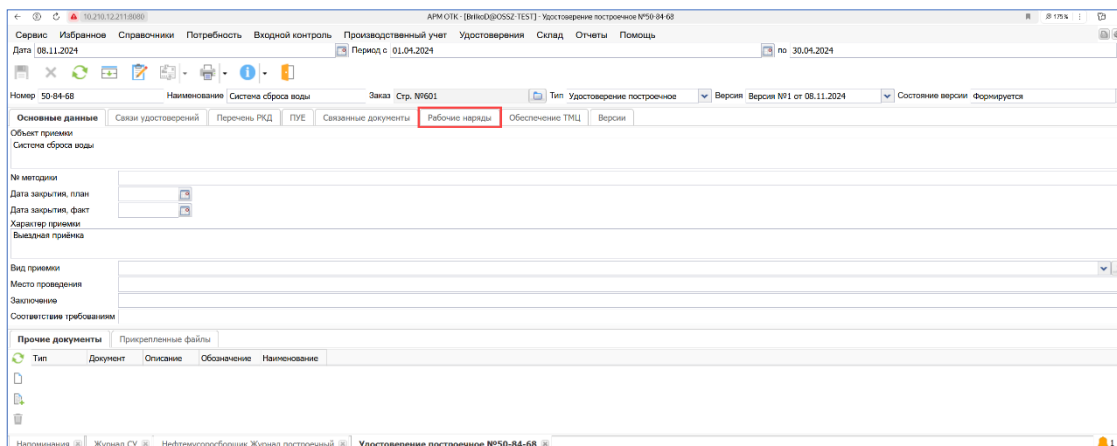 10.210.12.211:8080 АРМ ОТК - [BrilkoD@OSSZ-TEST] - Удостоверение построечное №50-84-68 175%
Сервис Избранное Справочники Потребность Входной контроль Производственный учет Удостоверения Склад Отчеты Помощь
Дата 08.11.2024 Период с 01.04.2024 по 30.04.2024
Номер 50-84-68 Наименование Система сброса воды Заказ Стр. №601 Тип Удостоверение построечное Версия Версия №1 от 08.11.2024 Состояние версии Формируется
Основные данные Связи удостоверений Перечень РКД ПУЕ Связанные документы Рабочие наряды Обеспечение ТМЦ Версии
Объект приемки
Система сброса воды
№ методики
Дата закрытия, план
Дата закрытия, факт
Характер приемки
Выездная приёмка
Вид приемки
Место проведения
Заключение
Соответствие требованиям
Прочие документы Прикрепленные файлы
Тип Документ Описание Обозначение Наименование
Напоминания Журнал СУ Нефтемусоросборщик Журнал построечный Удостоверение построечное №50-84-68 1